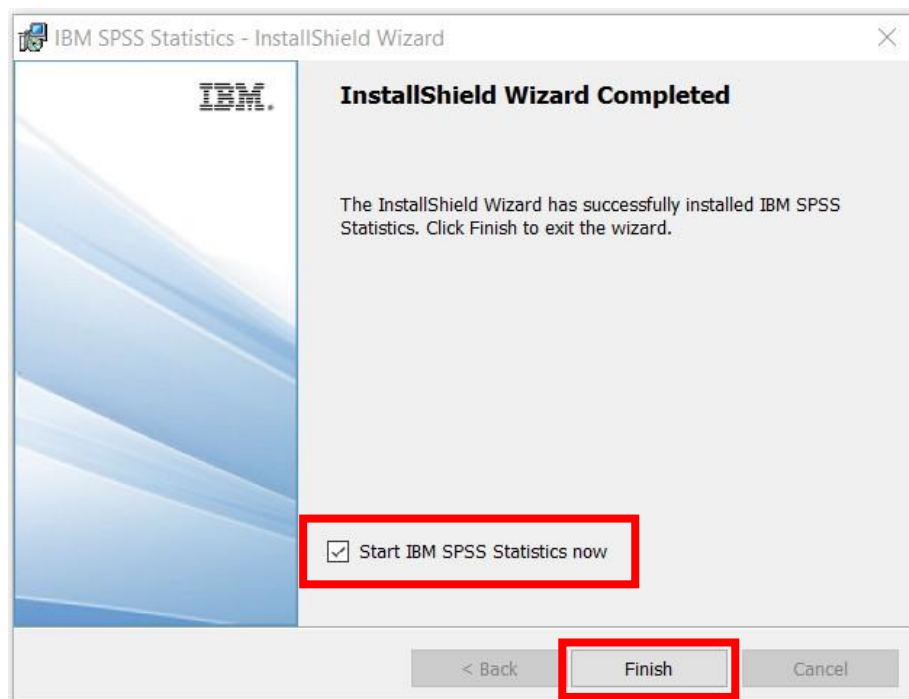 IBM SPSS Statistics - InstallShield Wizard
IBM.
InstallShield Wizard Completed
The InstallShield Wizard has successfully installed IBM SPSS
Statistics. Click Finish to exit the wizard.
Start IBM SPSS Statistics now
< Back Finish Cancel